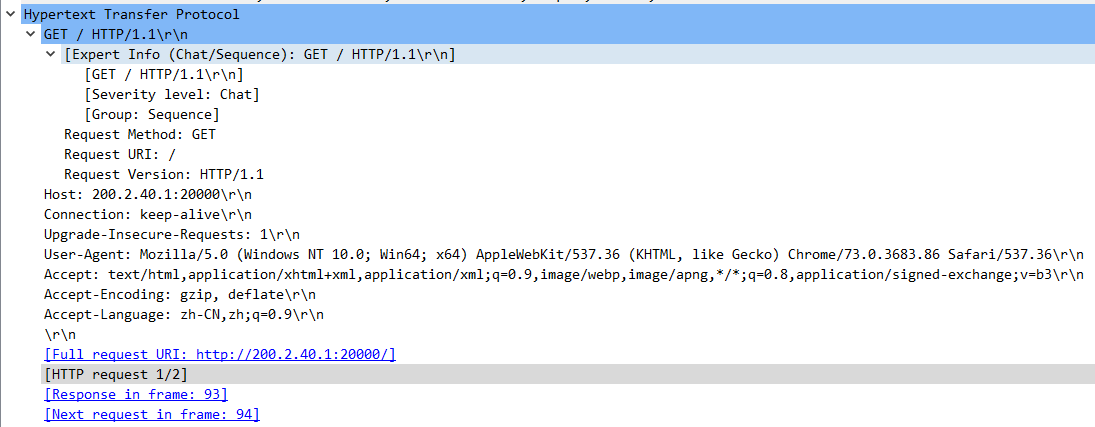 Hypertext Transfer Protocol
GET / HTTP/1.1\r\n
[Expert Info (Chat/Sequence): GET / HTTP/1.1\r\n]
[GET / HTTP/1.1\r\n]
[Severity level: Chat]
[Group: Sequence]
Request Method: GET
Request URI: /
Request Version: HTTP/1.1
Host: 200.2.40.1:20000\r\n
Connection: keep-alive\r\n
Upgrade-Insecure-Requests: 1\r\n
User-Agent: Mozilla/5.0 (Windows NT 10.0; Win64; x64) AppleWebKit/537.36 (KHTML, like Gecko) Chrome/73.0.3683.86 Safari/537.36\r\n
Accept: text/html,application/xhtml+xml,application/xml;q=0.9,image/webp,image/apng,*/*;q=0.8,application/signed-exchange;v=b3\r\n
Accept-Encoding: gzip, deflate\r\n
Accept-Language: zh-CN,zh;q=0.9\r\n
\r\n
[Full request URI: http://200.2.40.1:20000/]
[HTTP request 1/2]
[Response in frame: 93]
[Next request in frame: 94]